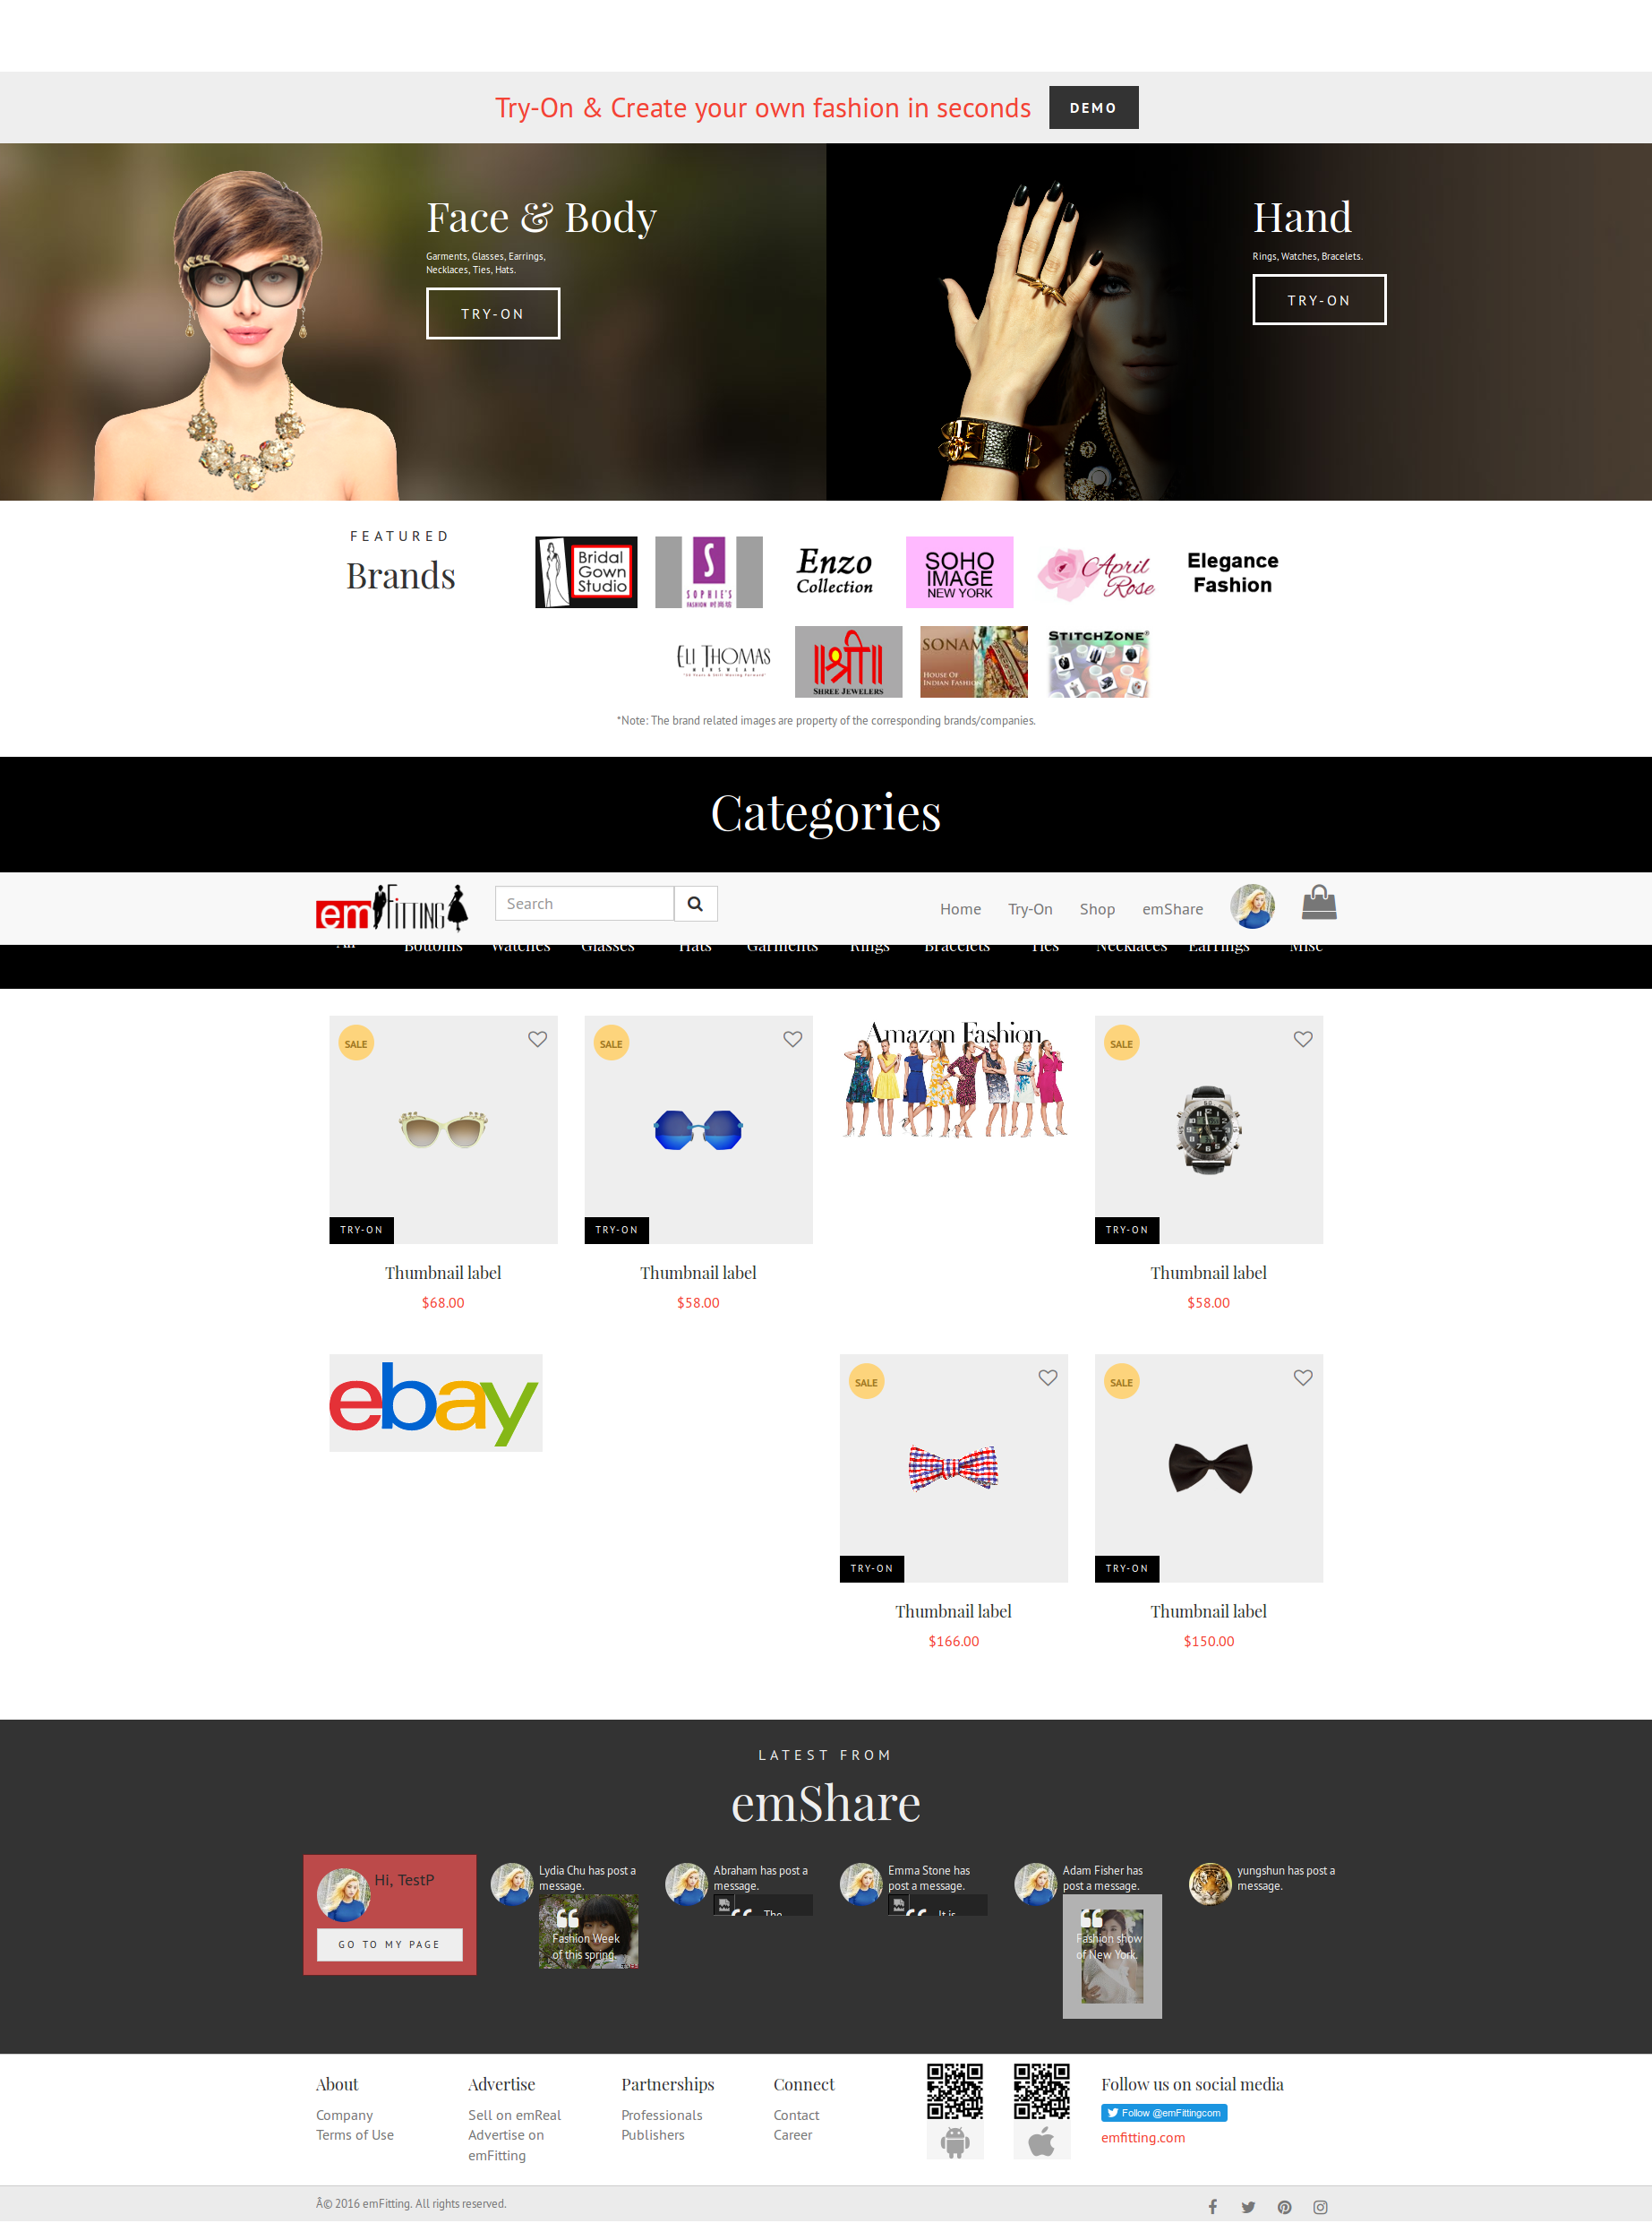 Try-On & Create your own fashion in seconds DEMO
Face & Body
Garments, Glasses, Earrings,
Necklaces, Ties, Hats.
TRY-ON
Hand
Rings, Watches, Bracelets.
TRY-ON
FEATURED
Brands
Bridal
Gown
Studio
S
SOPHIE'S
FASHION 时尚坊
Enzo
Collection
SOHO
IMAGE
NEW YORK
April
Rose
Elegance
Fashion
ELI THOMAS
MENSWEAR
श्री
SHREE JEWELERS
SONAM
HOUSE OF
INDIAN FASHION
STITCHZONE®
*Note: The brand related images are property of the corresponding brands/companies.
Categories
emFITTING
Search
Home Try-On Shop emShare
All Bottoms Watches Glasses Hats Garments Rings Bracelets Ties Necklaces Earrings Misc
SALE
TRY-ON
Thumbnail label
$68.00
SALE
TRY-ON
Thumbnail label
$58.00
Amazon Fashion
SALE
TRY-ON
Thumbnail label
$58.00
ebay
SALE
TRY-ON
Thumbnail label
$166.00
SALE
TRY-ON
Thumbnail label
$150.00
LATEST FROM
emShare
Hi, TestP
GO TO MY PAGE
Lydia Chu has post a
message.
Fashion Week
of this spring.
Abraham has post a
message.
The
Emma Stone has
post a message.
It is
Adam Fisher has
post a message.
Fashion show
of New York.
yungshun has post a
message.
About
Company
Terms of Use
Advertise
Sell on emReal
Advertise on
emFitting
Partnerships
Professionals
Publishers
Connect
Contact
Career
Follow us on social media
Follow @emFittingcom
emfitting.com
Â© 2016 emFitting. All rights reserved.